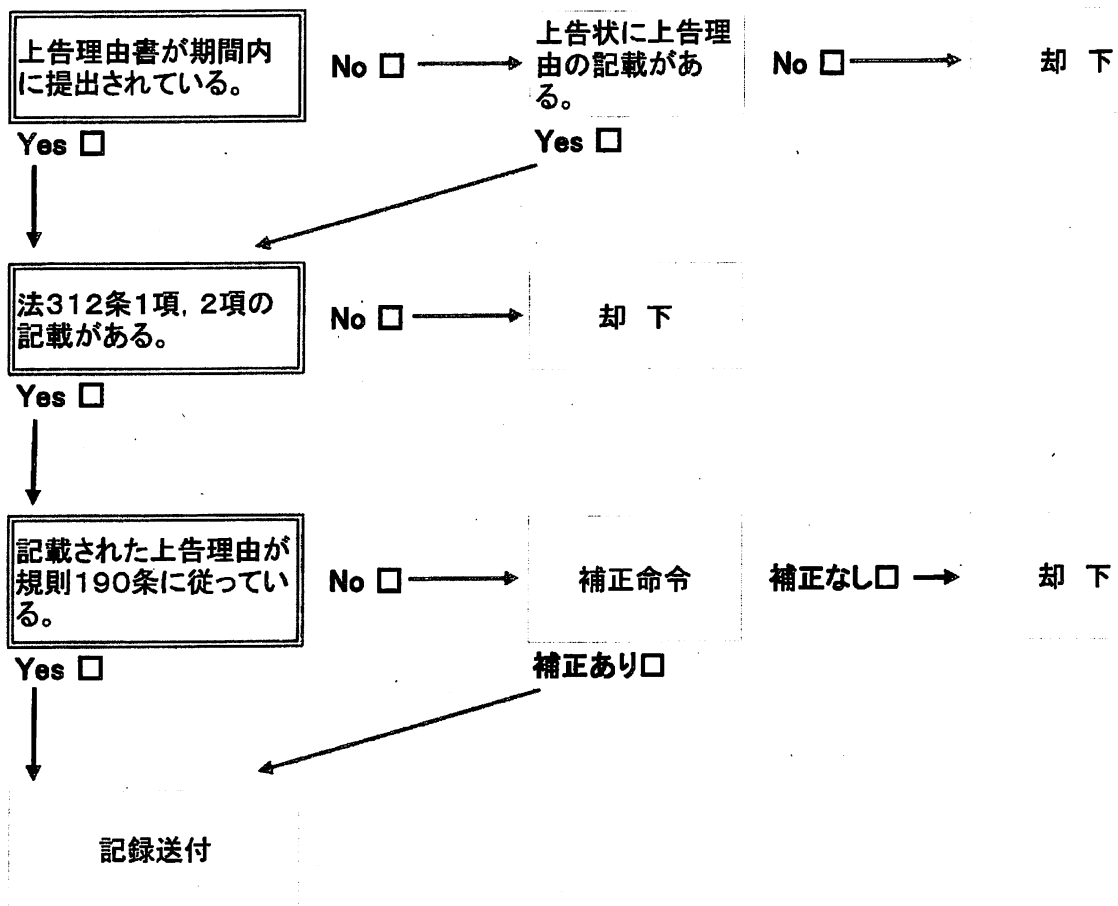 上告理由書が期間内
に提出されている。
No □
上告状に上告理
由の記載があ
る。
No □
却 下
Yes □
Yes □
法312条1項, 2項の
記載がある。
No □
却 下
Yes □
記載された上告理由が
規則190条に従ってい
る。
No □
補正命令
補正なし□
却 下
Yes □
補正あり□
記録送付